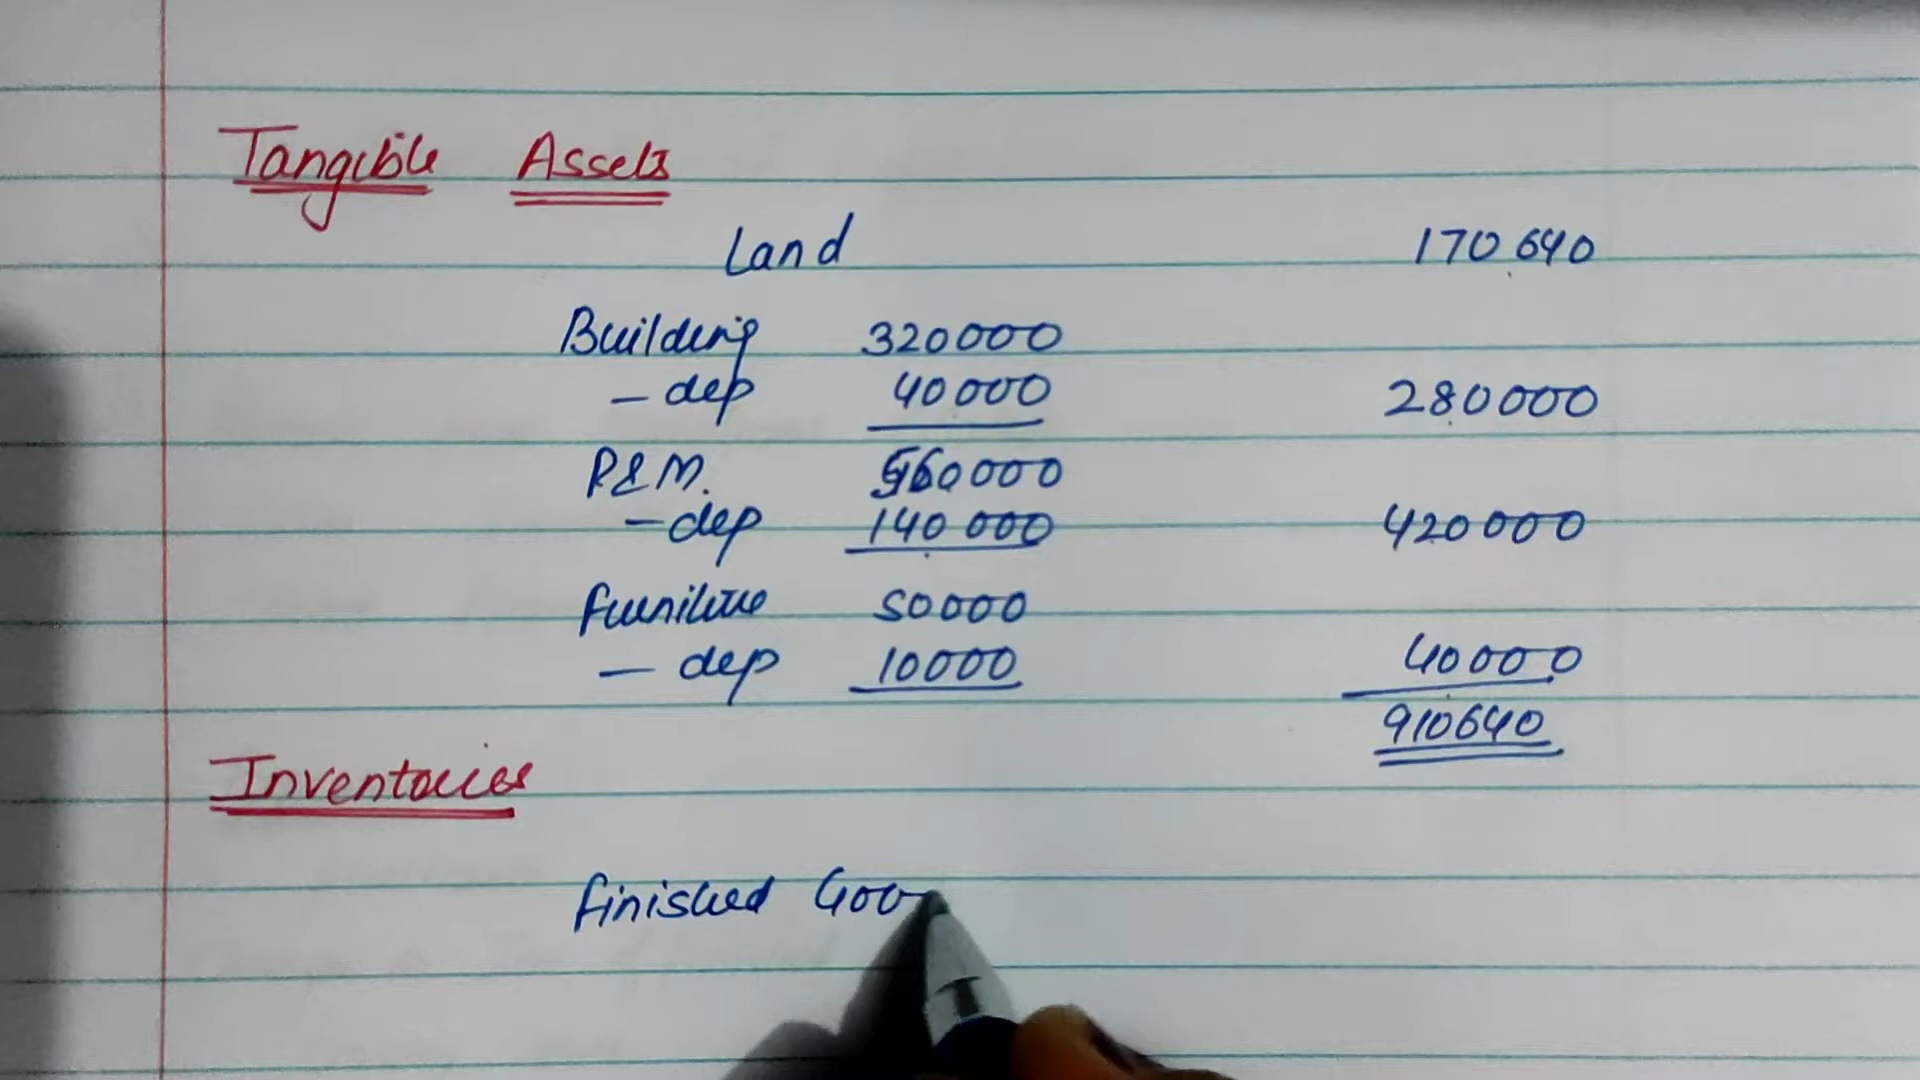 Tangible Assets
Land 170640
Building 320000
- dep 40000 280000
P&M. 560000
- dep 140000 420000
Furniture 50000
- dep 10000 40000
910640
Inventories
Finished Goo